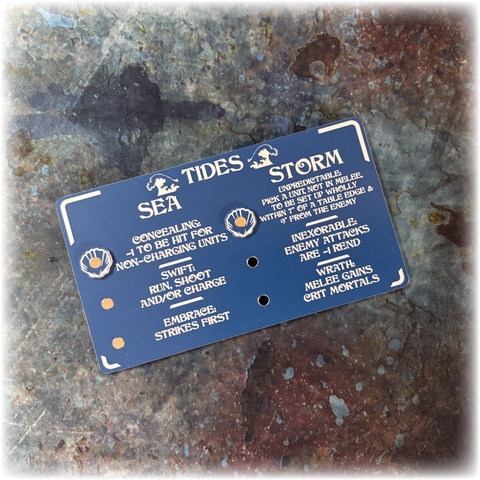 TIDES
SEA
CONCEALING:
-1 TO BE HIT FOR
NON-CHARGING UNITS
SWIFT:
RUN, SHOOT
AND/OR CHARGE
EMBRACE:
STRIKES FIRST
STORM
UNPREDICTABLE:
PICK A UNIT, NOT IN MELEE,
TO BE SET UP WHOLLY
WITHIN 7" OF A TABLE EDGE &
9" FROM THE ENEMY
INEXORABLE:
ENEMY ATTACKS
ARE -1 REND
WRATH:
MELEE GAINS
CRIT MORTALS